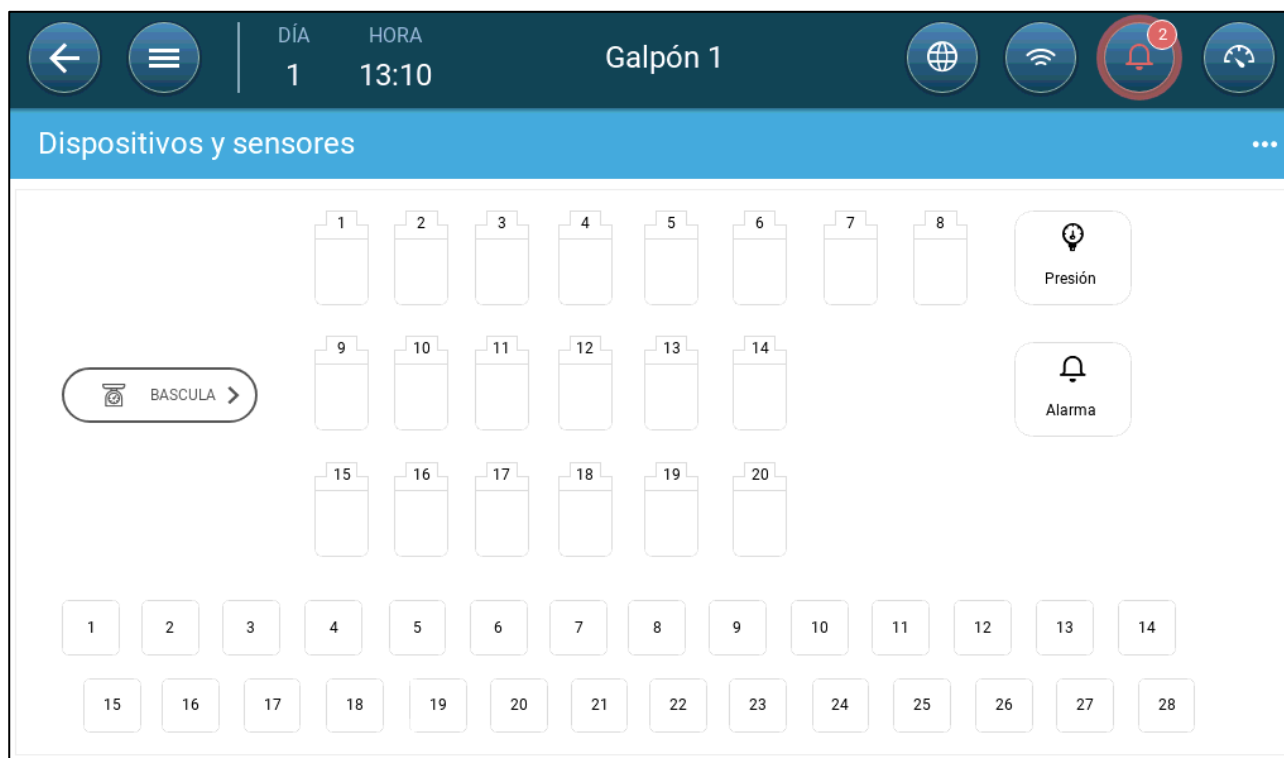 DÍA HORA
1 13:10 Galpón 1 2
Dispositivos y sensores
1 2 3 4 5 6 7 8
Presión
9 10 11 12 13 14
BASCULA
Alarma
15 16 17 18 19 20
1 2 3 4 5 6 7 8 9 10 11 12 13 14
15 16 17 18 19 20 21 22 23 24 25 26 27 28